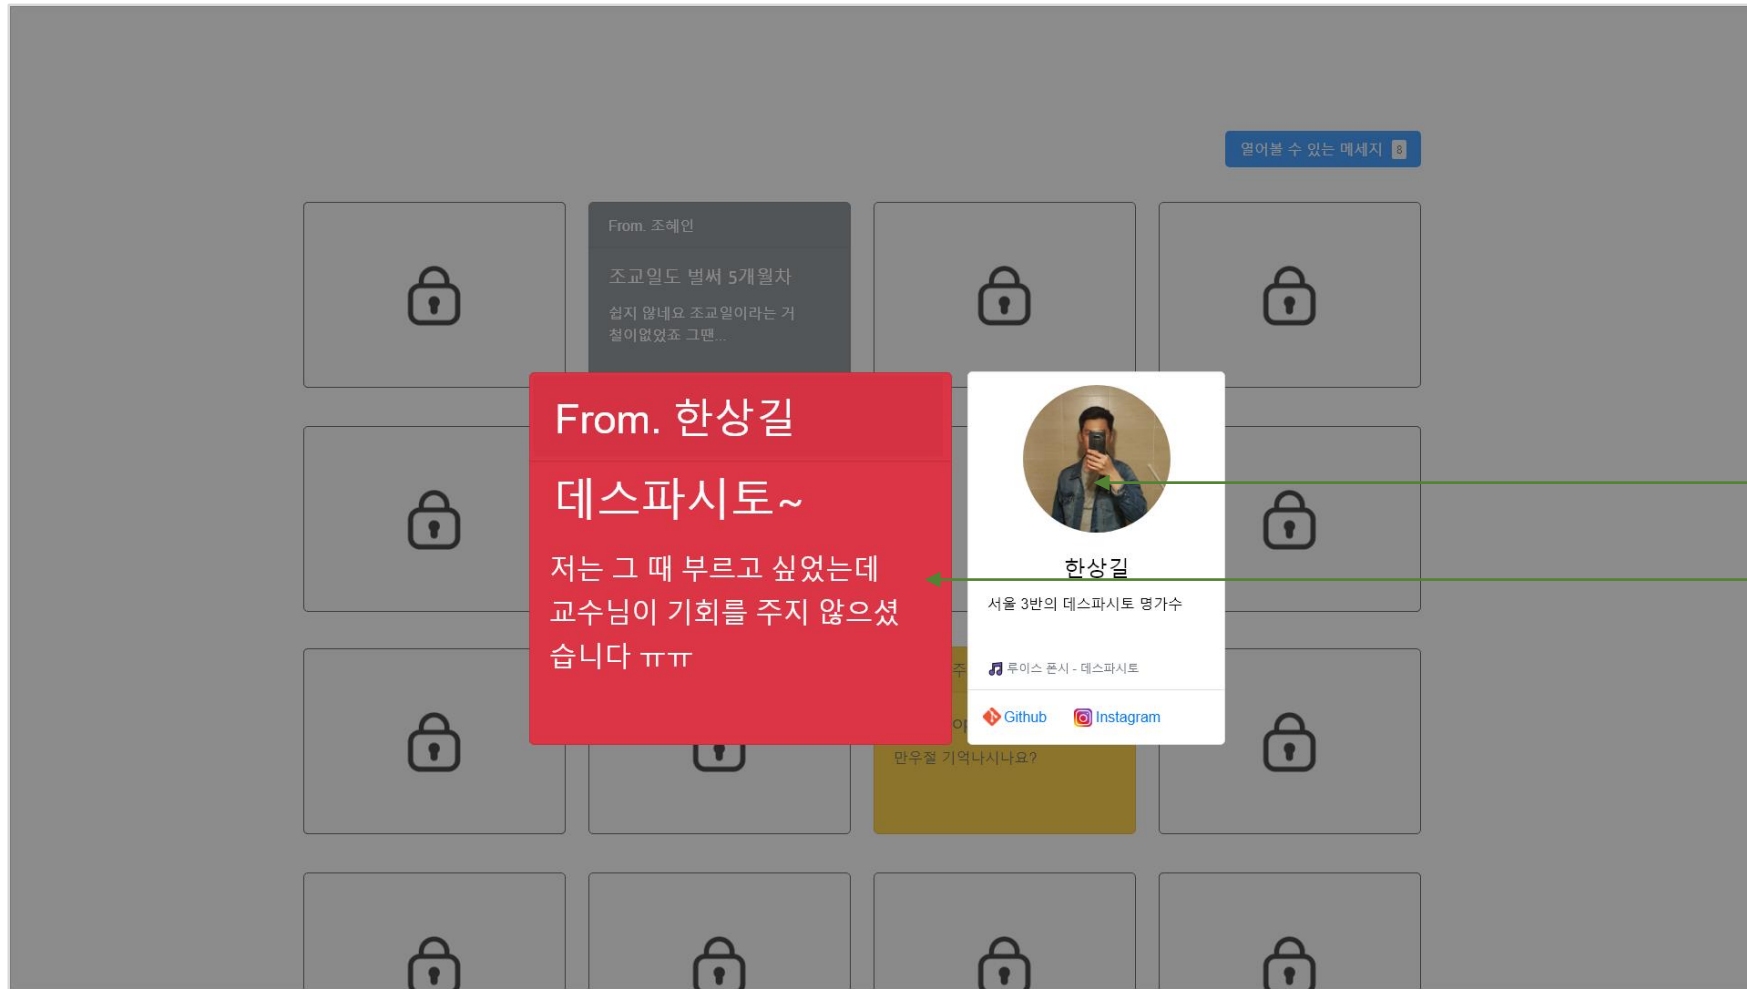 열어볼 수 있는 메세지 8
From. 조혜인
조교일도 벌써 5개월차
쉽지 않네요 조교일이라는 거
철이없었죠 그땐...
From. 한상길
데스파시토~
저는 그 때 부르고 싶었는데
교수님이 기회를 주지 않으셨
습니다 ㅠㅠ
한상길
서울 3반의 데스파시토 명가수
루이스 폰시 - 데스파시토
Github Instagram
만우절 기억나시나요?